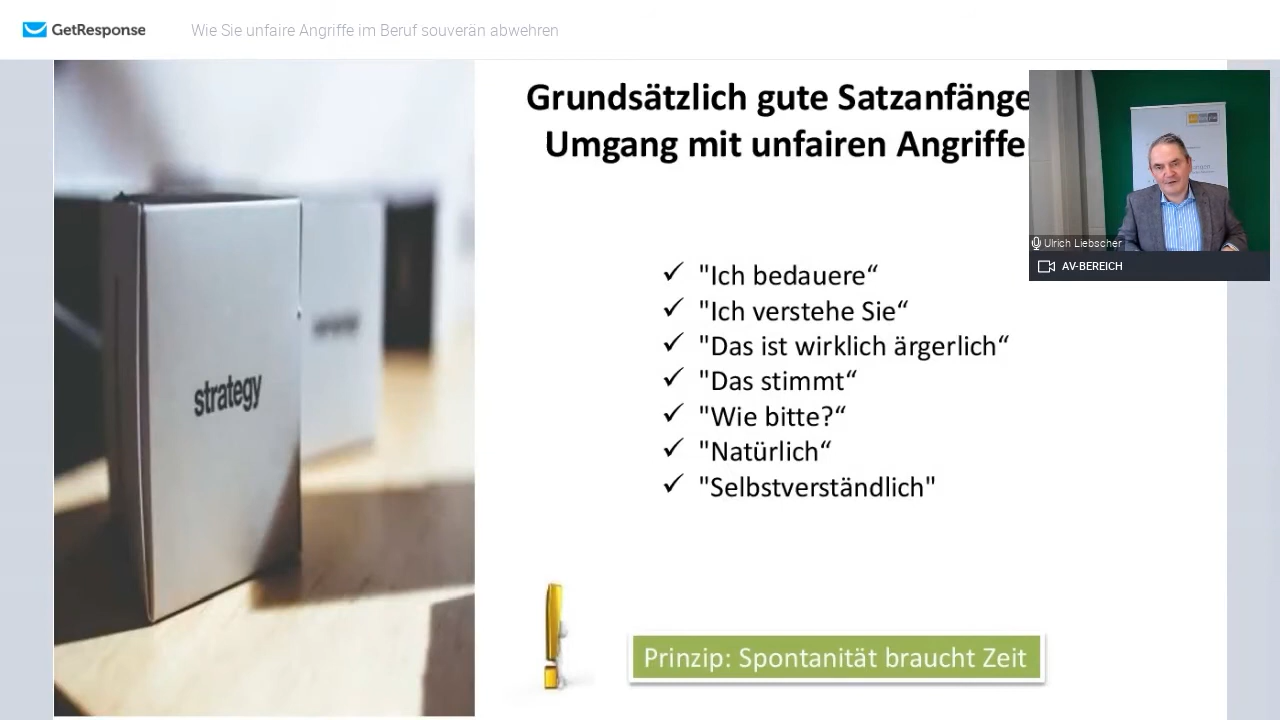 GetResponse
Wie Sie unfaire Angriffe im Beruf souverän abwehren
Grundsätzlich gute Satzanfänge
Umgang mit unfairen Angriffe
Ulrich Liebscher
AV-BEREICH
"Ich bedauere“
"Ich verstehe Sie“
"Das ist wirklich ärgerlich“
"Das stimmt“
"Wie bitte?“
"Natürlich“
"Selbstverständlich"
strategy
Prinzip: Spontanität braucht Zeit